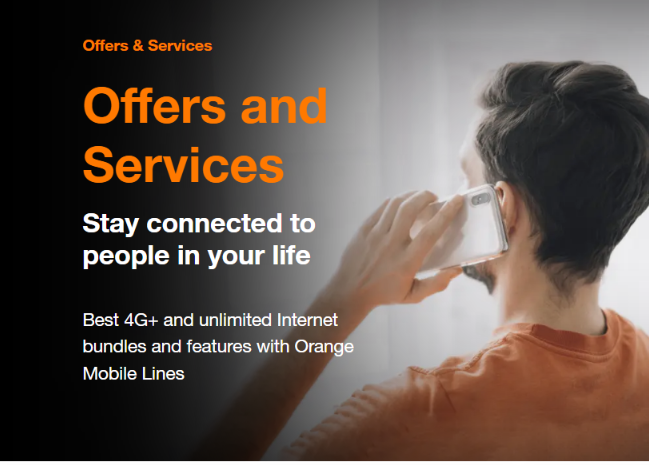 Offers & Services
Offers and
Services
Stay connected to
people in your life
Best 4G+ and unlimited Internet
bundles and features with Orange
Mobile Lines